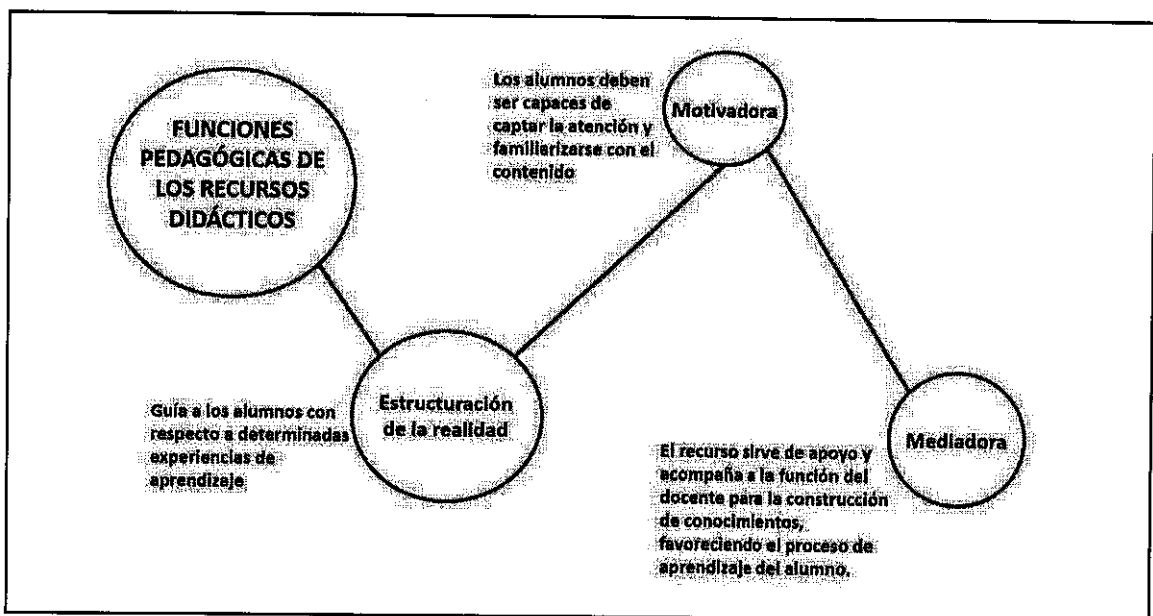 FUNCIONES
PEDAGÓGICAS DE
LOS RECURSOS
DIDÁCTICOS
Estructuración
de la realidad
Guía a los alumnos con
respecto a determinadas
experiencias de
aprendizaje
Motivadora
Los alumnos deben
ser capaces de
captar la atención y
familiarizarse con el
contenido
Mediadora
El recurso sirve de apoyo y
acompaña a la función del
docente para la construcción
de conocimientos,
favoreciendo el proceso de
aprendizaje del alumno.